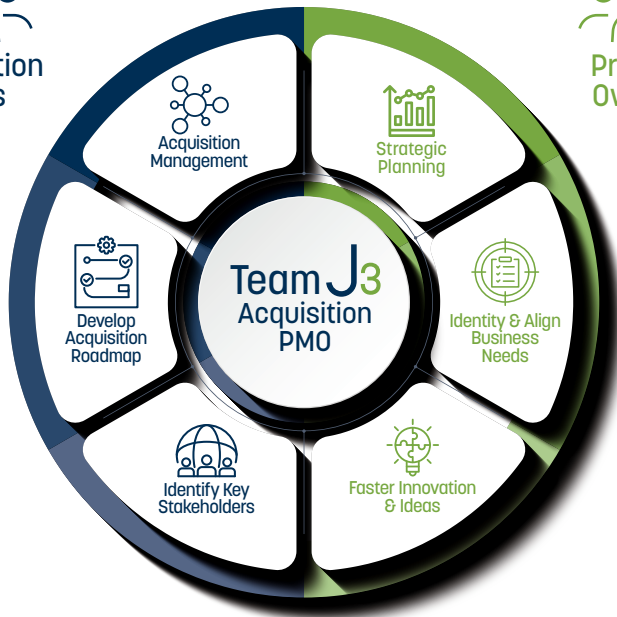 tion
s
Pr
Ov
Acquisition
Management
Strategic
Planning
Develop
Acquisition
Roadmap
Team J3
Acquisition
PMO
Identity & Align
Business
Needs
Identify Key
Stakeholders
Faster Innovation
& Ideas